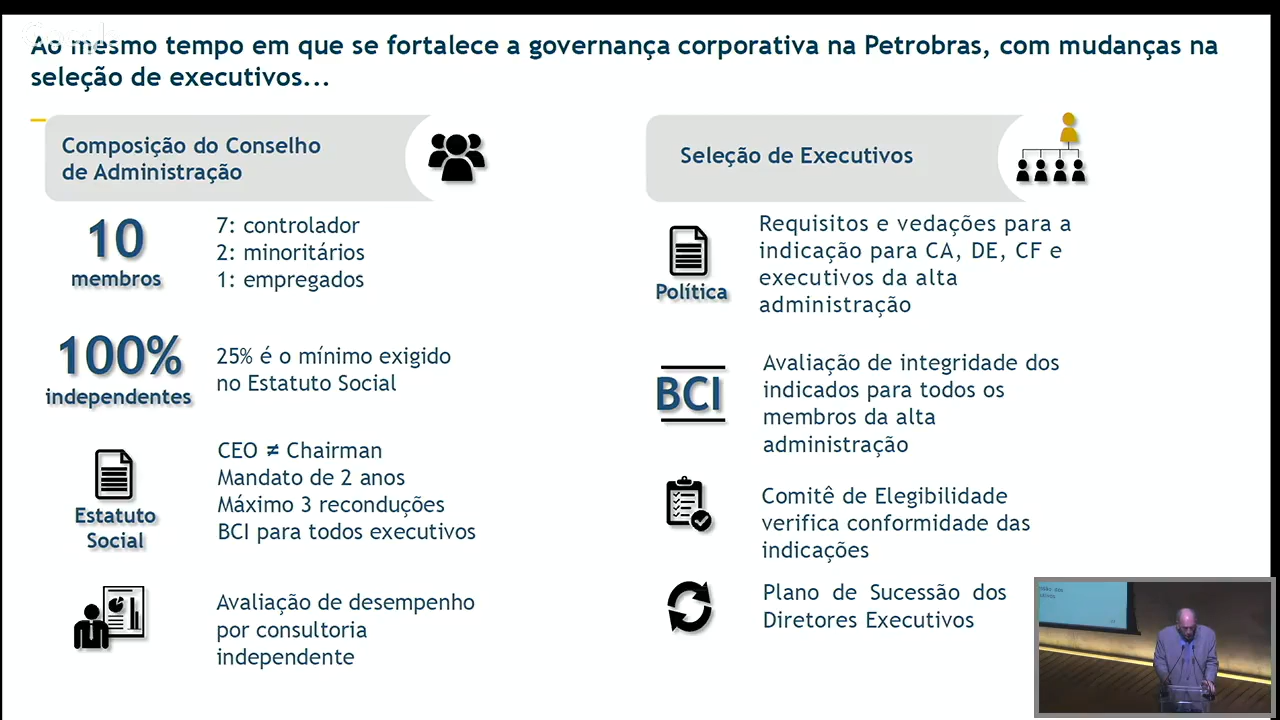 Ao mesmo tempo em que se fortalece a governança corporativa na Petrobras, com mudanças na
seleção de executivos...
Composição do Conselho
de Administração
10
membros
7: controlador
2: minoritários
1: empregados
100%
independentes
25% é o mínimo exigido
no Estatuto Social
Estatuto
Social
CEO ≠ Chairman
Mandato de 2 anos
Máximo 3 reconduções
BCI para todos executivos
Avaliação de desempenho
por consultoria
independente
Seleção de Executivos
Política
Requisitos e vedações para a
indicação para CA, DE, CF e
executivos da alta
administração
BCI
Avaliação de integridade dos
indicados para todos os
membros da alta
administração
Comitê de Elegibilidade
verifica conformidade das
indicações
Plano de Sucessão dos
Diretores Executivos